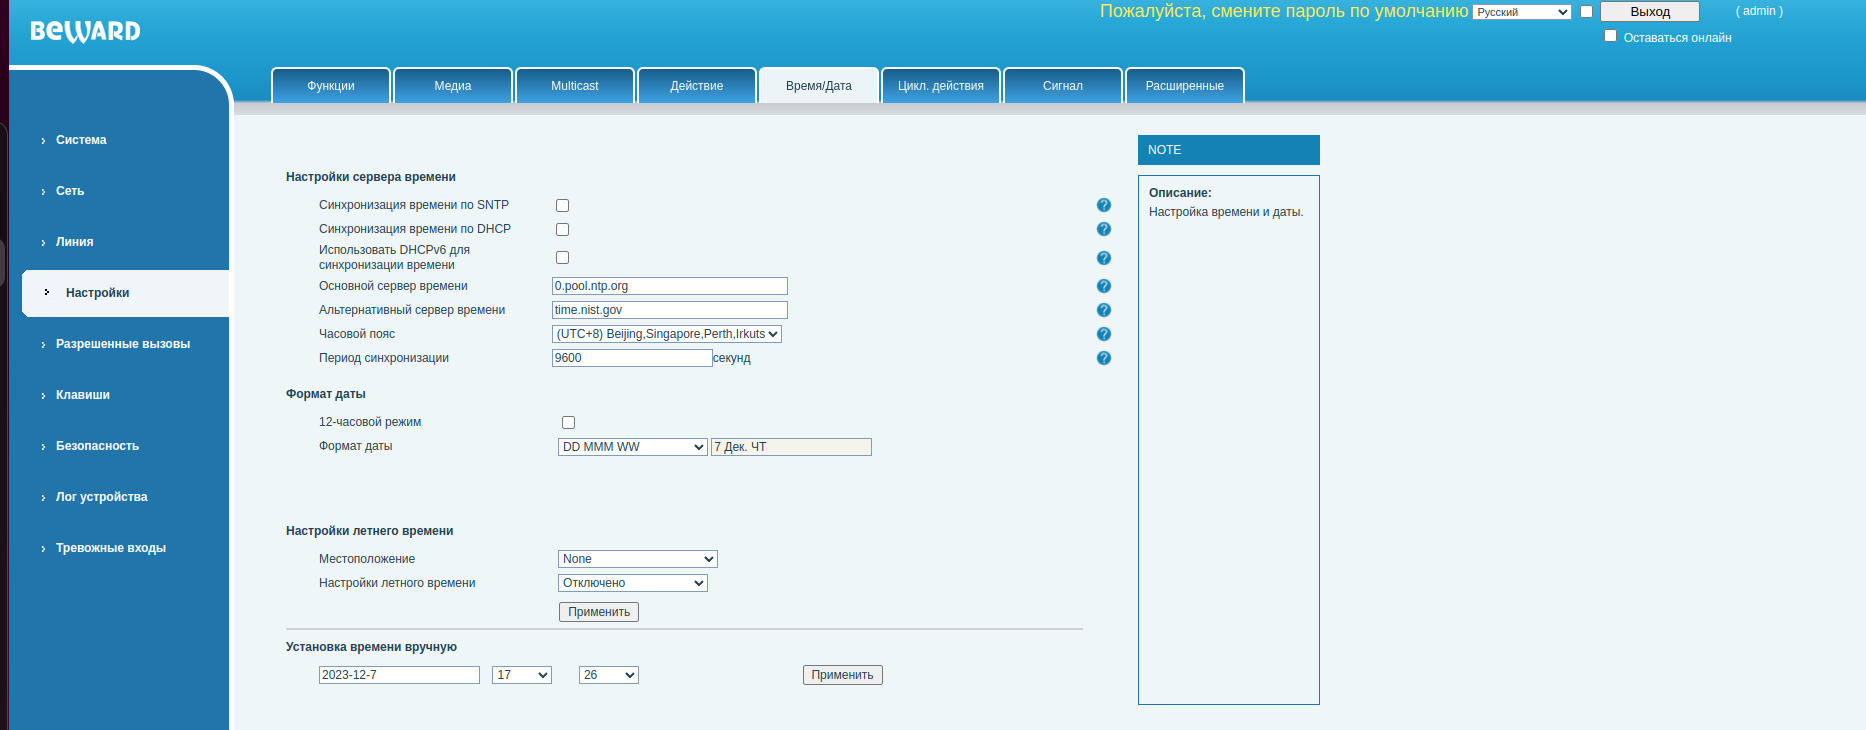 BEWARD
Пожалуйста, смените пароль по умолчанию Русский Выход ( admin )
Оставаться онлайн
Функции Медиа Multicast Действие Время/Дата Цикл. действия Сигнал Расширенные
Система
Сеть
Линия
Настройки
Разрешенные вызовы
Клавиши
Безопасность
Лог устройства
Тревожные входы
Настройки сервера времени
Синхронизация времени по SNTP ?
Синхронизация времени по DHCP ?
Использовать DHCPv6 для
синхронизации времени ?
Основной сервер времени 0.pool.ntp.org ?
Альтернативный сервер времени time.nist.gov ?
Часовой пояс (UTC+8) Beijing,Singapore,Perth,Irkuts ?
Период синхронизации 9600 секунд ?
Формат даты
12-часовой режим
Формат даты DD MMM WW 7 Дек. ЧТ
Настройки летнего времени
Местоположение None
Настройки летного времени Отключено
Применить
Установка времени вручную
2023-12-7 17 26 Применить
NOTE
Описание:
Настройка времени и даты.